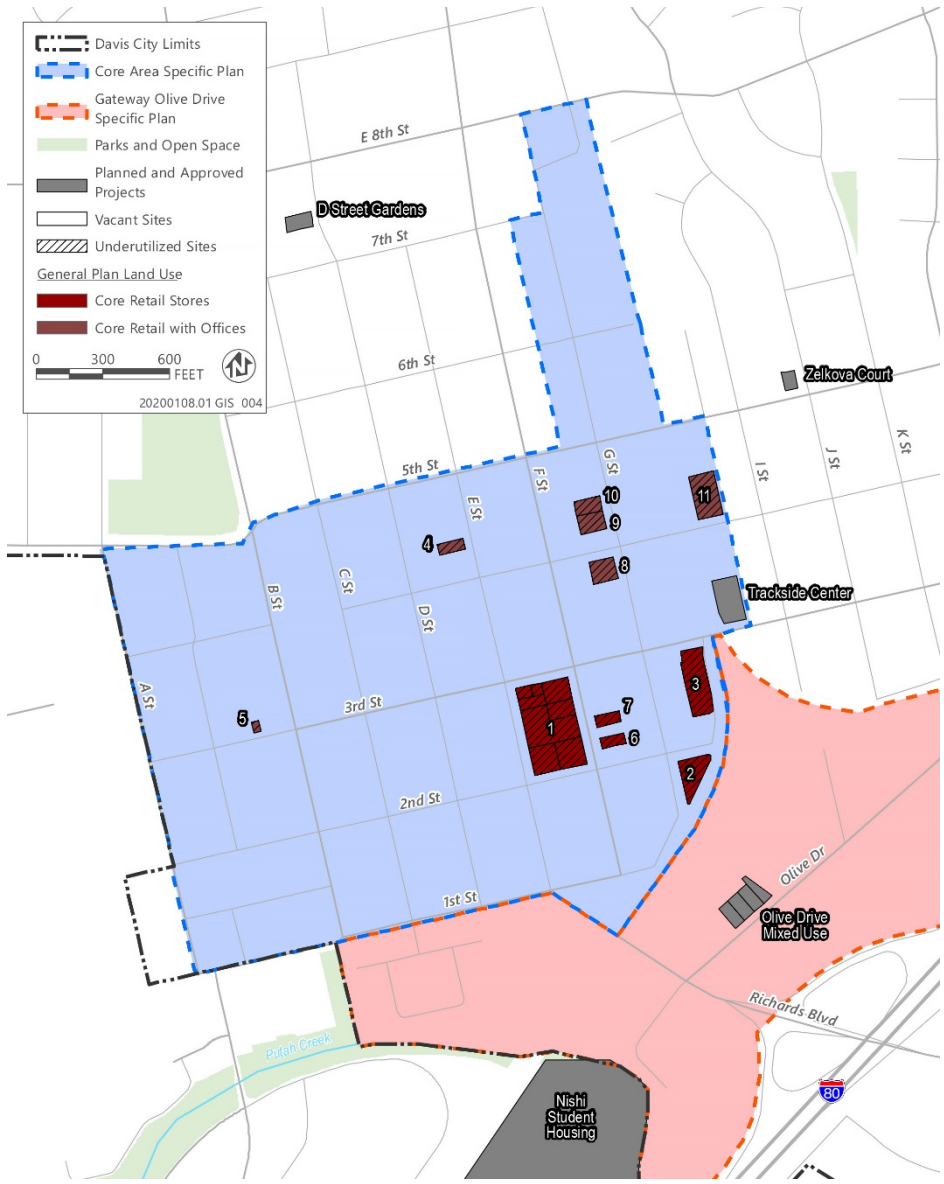 Davis City Limits
Core Area Specific Plan
Gateway Olive Drive
Specific Plan
Parks and Open Space
Planned and Approved
Projects
Vacant Sites
Underutilized Sites
General Plan Land Use
Core Retail Stores
Core Retail with Offices
0 300 600
FEET
20200108.01 GIS 004
E 8th St
D Street Gardens
7th St
6th St
Zelkova Court
5th St
E St
F St
G St
I St
J St
K St
10
9
11
4
8
C St
B St
D St
Trackside Center
A St
5
3rd St
1
7
6
3
2
2nd St
1st St
Olive Dr
Olive Drive
Mixed Use
Richards Blvd
Putah Creek
80
Nishi
Student
Housing